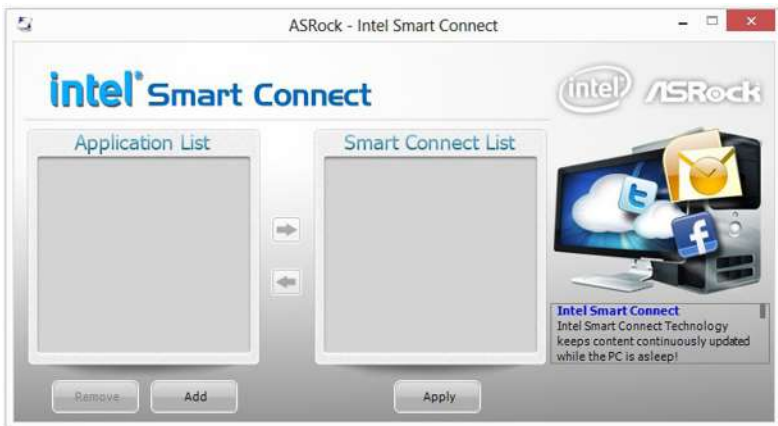 ASRock - Intel Smart Connect
intel Smart Connect
intel
ASRock
Application List
Smart Connect List
Intel Smart Connect
Intel Smart Connect Technology
keeps content continuously updated
while the PC is asleep!
Remove
Add
Apply